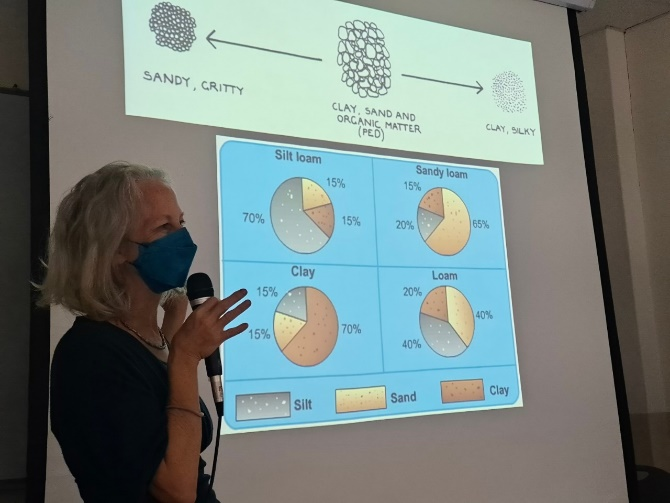 SANDY, GRITTY
CLAY, SAND AND
ORGANIC MATTER
(PED)
CLAY, SILKY
Silt loam
15%
70%
15%
Sandy loam
15%
20%
65%
Clay
15%
15%
70%
Loam
20%
40%
40%
Silt
Sand
Clay